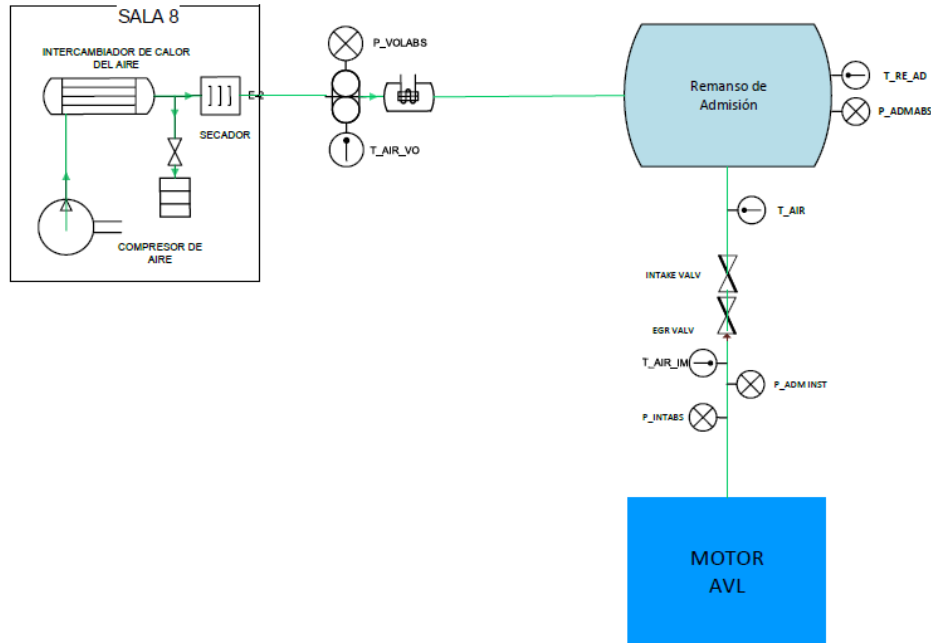 SALA 8
INTERCAMBIADOR DE CALOR
DEL AIRE
SECADOR
E-2
COMPRESOR DE
AIRE
P_VOLABS
T_AIR_VO
Remanso de
Admisión
T_RE_AD
P_ADMABS
T_AIR
INTAKE VALV
EGR VALV
T_AIR_IM
P_ADM INST
P_INTABS
MOTOR
AVL